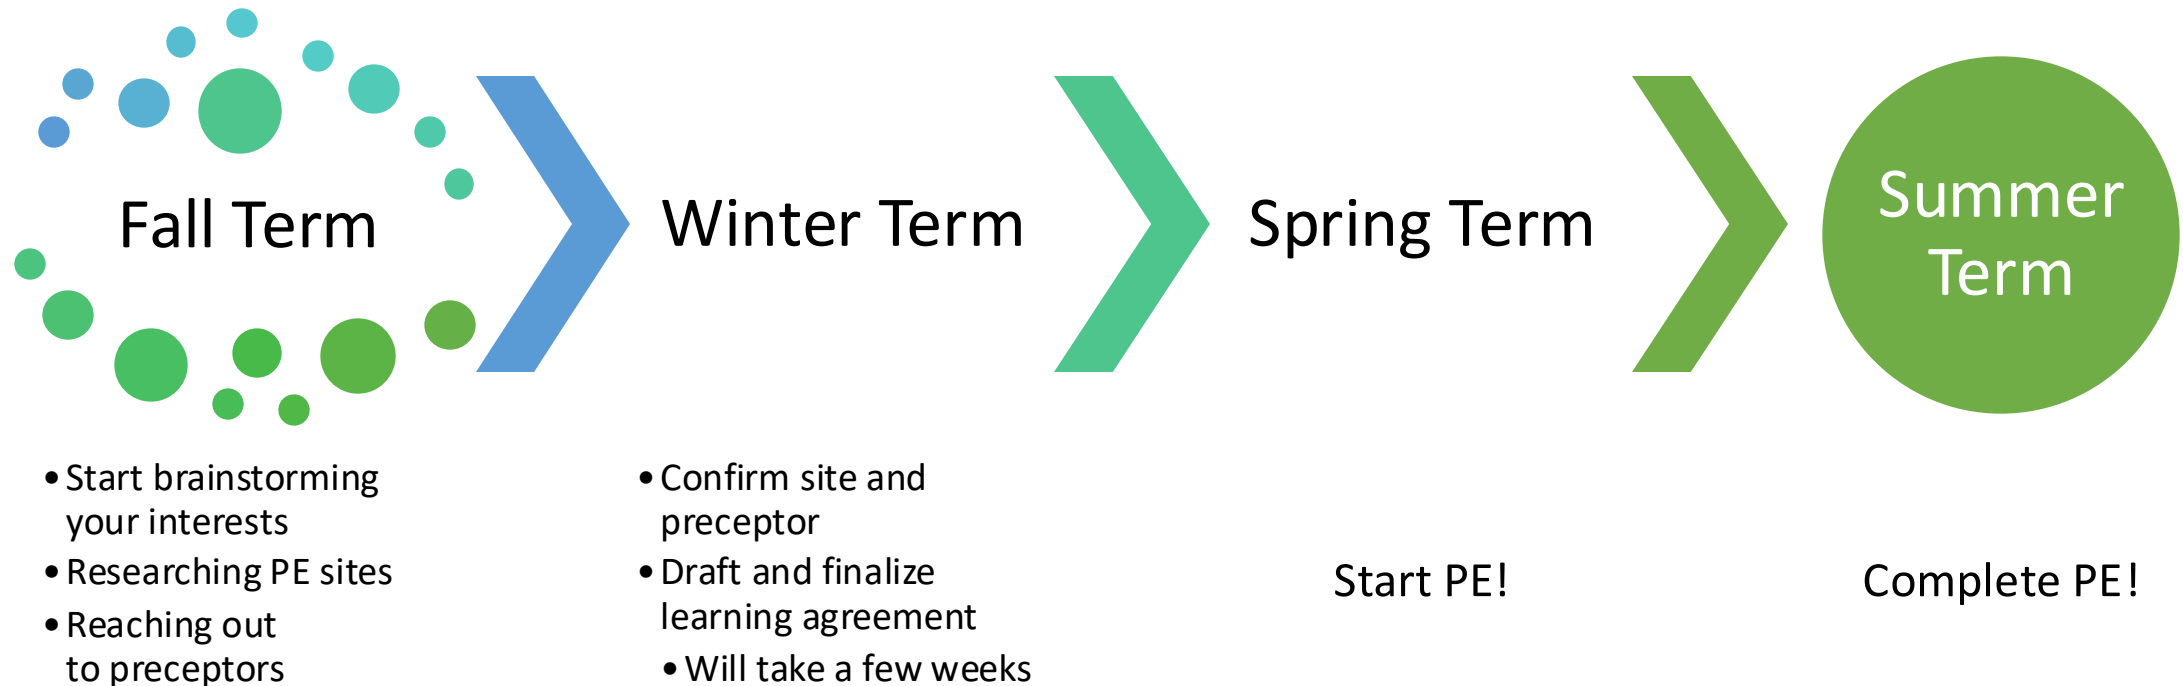 Fall Term
Winter Term
Spring Term
Summer
Term
• Start brainstorming
your interests
• Researching PE sites
• Reaching out
to preceptors
• Confirm site and
preceptor
• Draft and finalize
learning agreement
• Will take a few weeks
Start PE!
Complete PE!